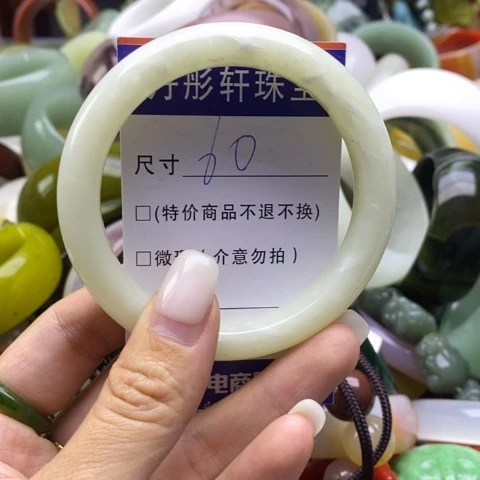 彤轩珠
尺寸 60
□(特价商品不退不换)
□微 介意勿拍)
电商